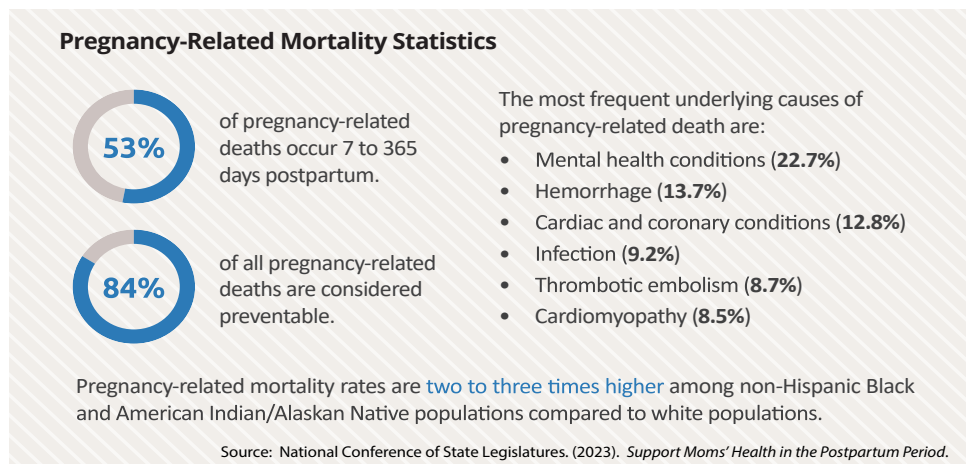 Pregnancy-Related Mortality Statistics
53%
of pregnancy-related
deaths occur 7 to 365
days postpartum.
84%
of all pregnancy-related
deaths are considered
preventable.
The most frequent underlying causes of
pregnancy-related death are:
• Mental health conditions (22.7%)
• Hemorrhage (13.7%)
• Cardiac and coronary conditions (12.8%)
• Infection (9.2%)
• Thrombotic embolism (8.7%)
• Cardiomyopathy (8.5%)
Pregnancy-related mortality rates are two to three times higher among non-Hispanic Black
and American Indian/Alaskan Native populations compared to white populations.
Source: National Conference of State Legislatures. (2023). Support Moms' Health in the Postpartum Period.